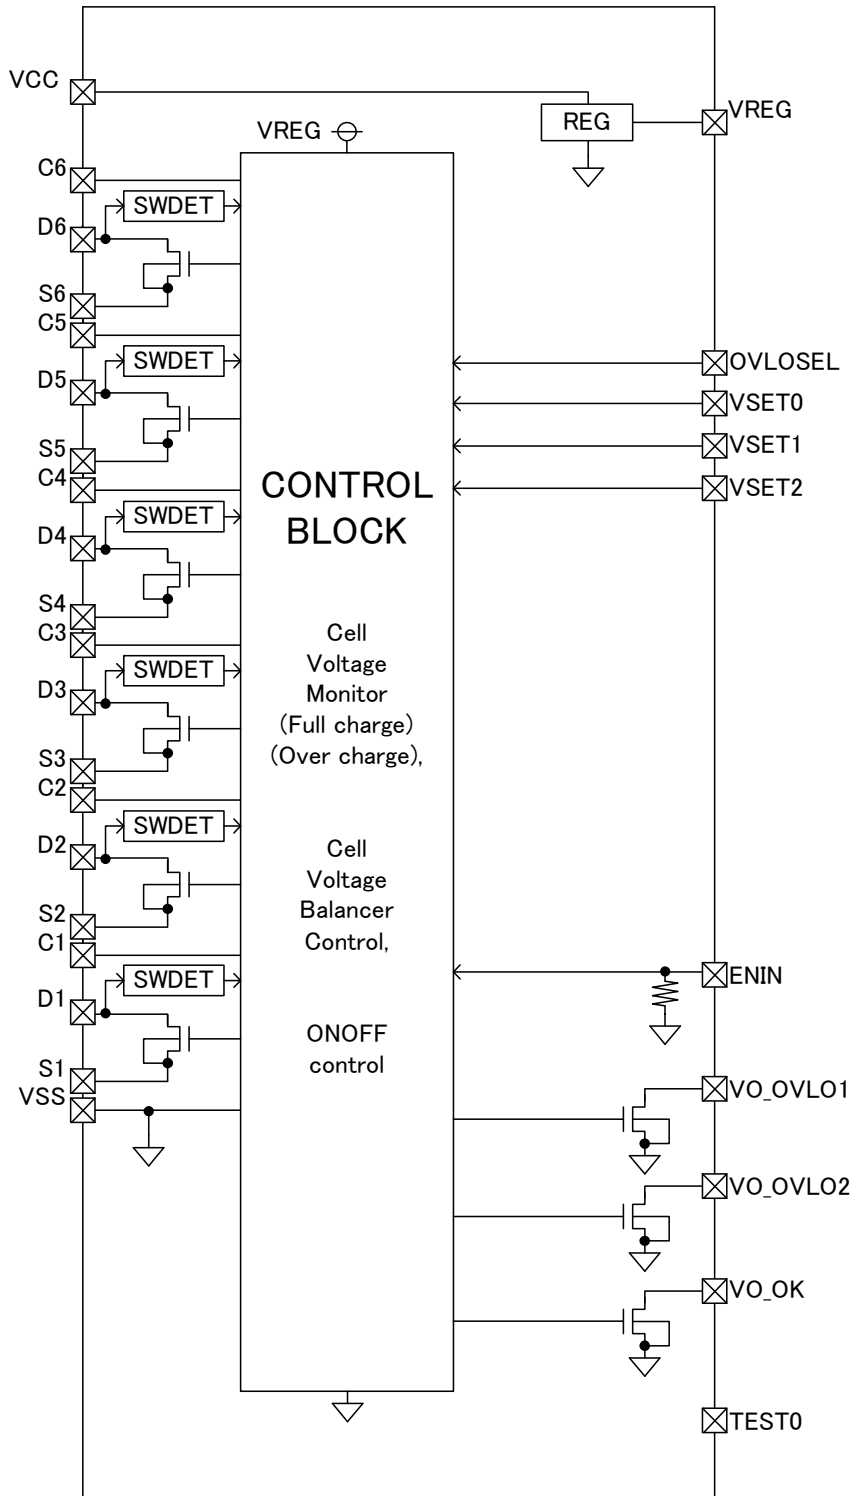 VCC
REG
VREG
VREG
C6
SWDET
D6
S6
C5
SWDET
D5
S5
C4
SWDET
D4
S4
C3
SWDET
D3
S3
C2
SWDET
D2
S2
C1
SWDET
D1
S1
VSS
CONTROL
BLOCK
Cell
Voltage
Monitor
(Full charge)
(Over charge),
Cell
Voltage
Balancer
Control,
ONOFF
control
OVLOSEL
VSET0
VSET1
VSET2
ENIN
VO_OVLO1
VO_OVLO2
VO_OK
TEST0